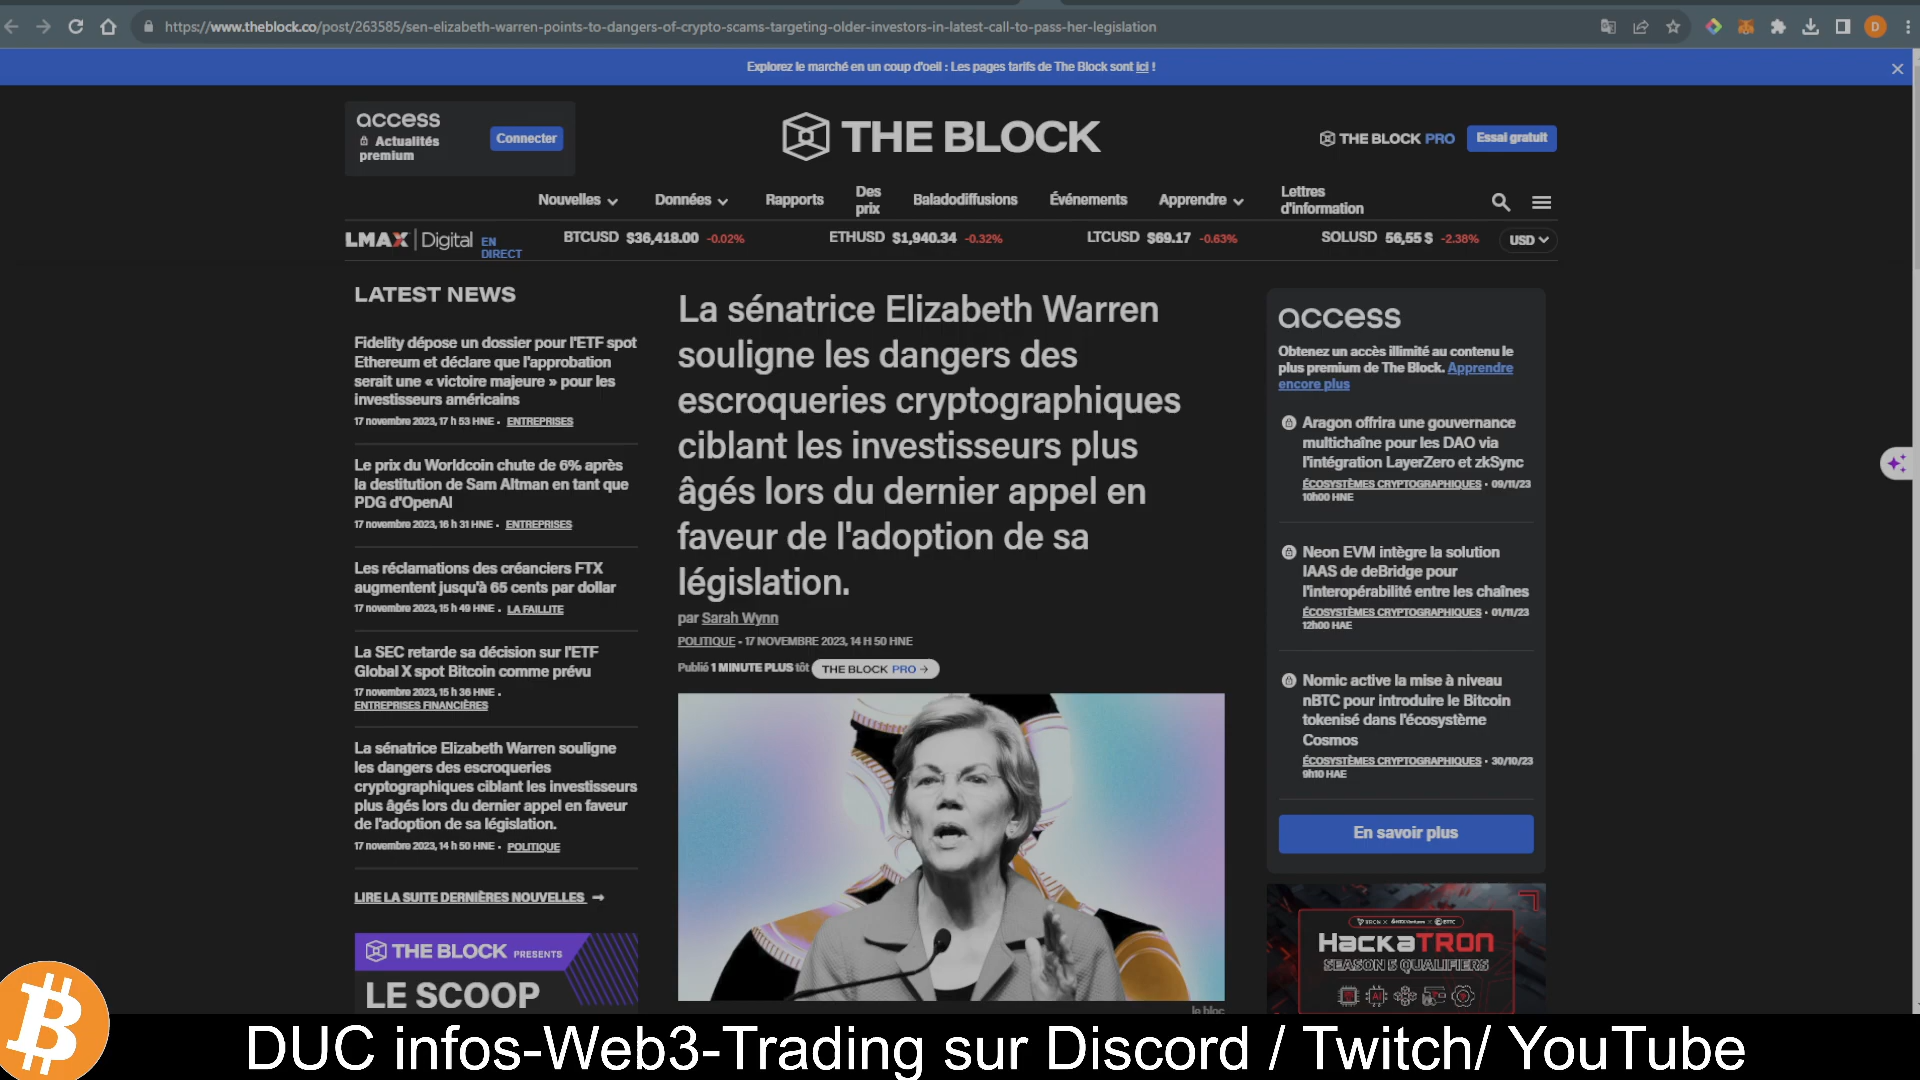 https://www.theblock.co/post/263585/sen-elizabeth-warren-points-to-dangers-of-crypto-scams-targeting-older-investors-in-latest-call-to-pass-her-legislation
D
Explorez le marché en un coup d'oeil : Les pages tarifs de The Block sont ici !
access
Actualités
premium
Connecter
THE BLOCK
THE BLOCK PRO
Essai gratuit
Nouvelles
Données
Rapports
Des
prix
Baladodiffusions
Événements
Apprendre
Lettres
d'information
LMAX Digital EN
DIRECT
BTCUSD $36,418.00 -0.02%
ETHUSD $1,940.34 -0.32%
LTCUSD $69.17 -0.63%
SOLUSD 56,55 $ -2.38%
USD
LATEST NEWS
Fidelity dépose un dossier pour l'ETF spot
Ethereum et déclare que l'approbation
serait une « victoire majeure » pour les
investisseurs américains
17 novembre 2023, 17 h 53 HNE • ENTREPRISES
Le prix du Worldcoin chute de 6% après
la destitution de Sam Altman en tant que
PDG d'OpenAI
17 novembre 2023, 16 h 31 HNE • ENTREPRISES
Les réclamations des créanciers FTX
augmentent jusqu'à 65 cents par dollar
17 novembre 2023, 15 h 49 HNE • LA FAILLITE
La SEC retarde sa décision sur l'ETF
Global X spot Bitcoin comme prévu
17 novembre 2023, 15 h 36 HNE •
ENTREPRISES FINANCIÈRES
La sénatrice Elizabeth Warren souligne
les dangers des escroqueries
cryptographiques ciblant les investisseurs
plus âgés lors du dernier appel en faveur
de l'adoption de sa législation.
17 novembre 2023, 14 h 50 HNE • POLITIQUE
LIRE LA SUITE DERNIÈRES NOUVELLES →
THE BLOCK PRESENTS
LE SCOOP
La sénatrice Elizabeth Warren
souligne les dangers des
escroqueries cryptographiques
ciblant les investisseurs plus
âgés lors du dernier appel en
faveur de l'adoption de sa
législation.
par Sarah Wynn
POLITIQUE • 17 NOVEMBRE 2023, 14 H 50 HNE
Publié 1 MINUTE PLUS tôt THE BLOCK PRO →
le bloc
access
Obtenez un accès illimité au contenu le
plus premium de The Block. Apprendre
encore plus
Aragon offrira une gouvernance
multichaîne pour les DAO via
l'intégration LayerZero et zkSync
ÉCOSYSTÈMES CRYPTOGRAPHIQUES • 09/11/23
10h00 HNE
Neon EVM intègre la solution
IAAS de deBridge pour
l'interopérabilité entre les chaînes
ÉCOSYSTÈMES CRYPTOGRAPHIQUES • 01/11/23
12h00 HAE
Nomic active la mise à niveau
nBTC pour introduire le Bitcoin
tokenisé dans l'écosystème
Cosmos
ÉCOSYSTÈMES CRYPTOGRAPHIQUES • 30/10/23
9h10 HAE
En savoir plus
HackaTRON
SEASON 5 QUALIFIERS
AI
DUC infos-Web3-Trading sur Discord / Twitch/ YouTube